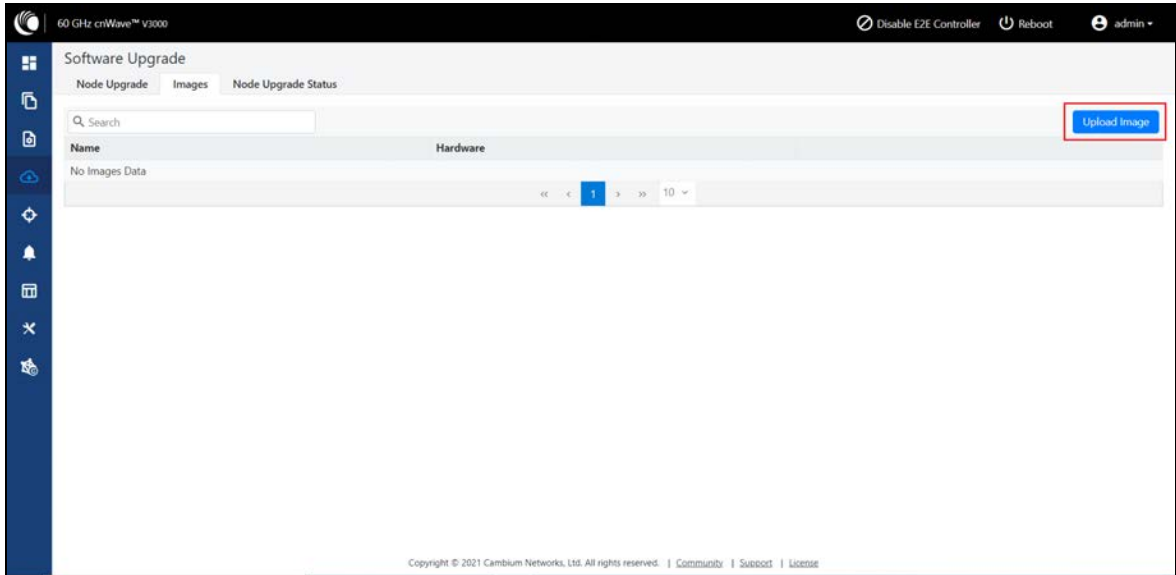 60 GHz cnWave™ V3000 Disable E2E Controller Reboot admin
Software Upgrade
Node Upgrade Images Node Upgrade Status
Search Upload Image
Name Hardware
No Images Data
« ‹ 1 › » 10
Copyright © 2021 Cambium Networks, Ltd. All rights reserved. | Community | Support | License